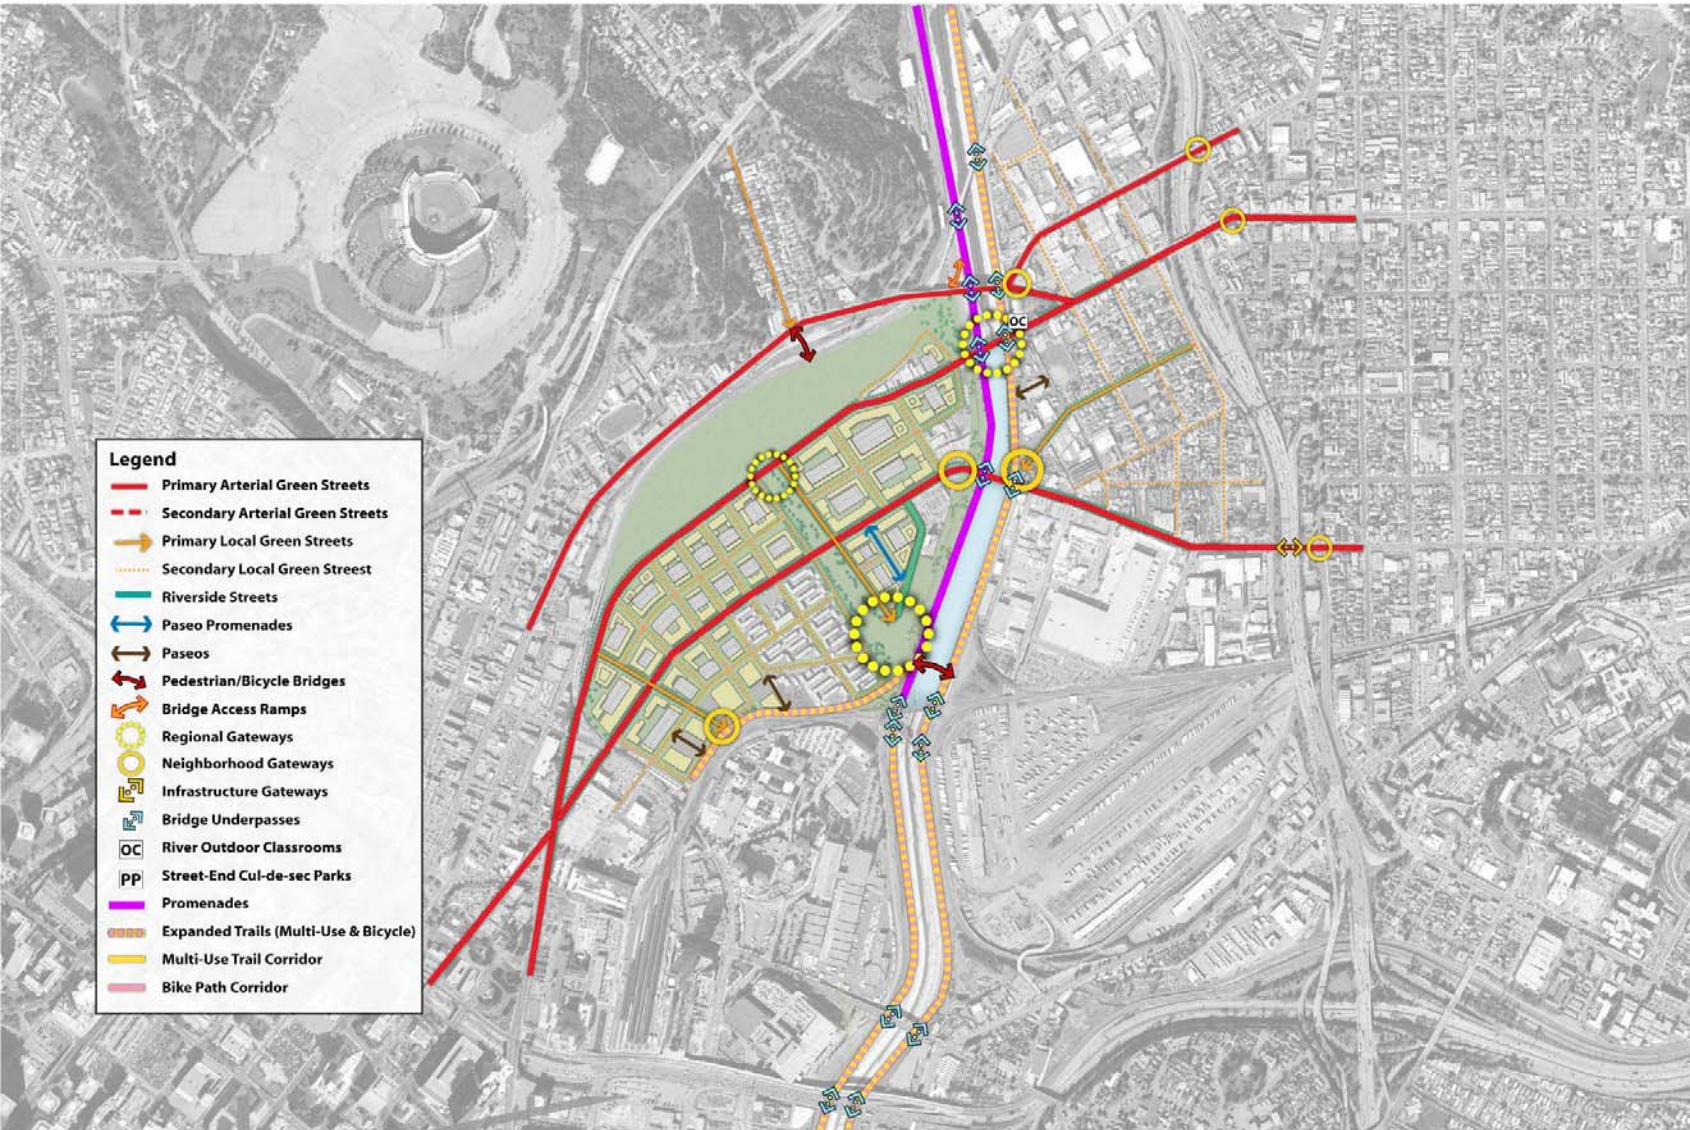 OC
Legend
Primary Arterial Green Streets
Secondary Arterial Green Streets
Primary Local Green Streets
Secondary Local Green Streest
Riverside Streets
Paseo Promenades
Paseos
Pedestrian/Bicycle Bridges
Bridge Access Ramps
Regional Gateways
Neighborhood Gateways
Infrastructure Gateways
Bridge Underpasses
OC River Outdoor Classrooms
PP Street-End Cul-de-sec Parks
Promenades
Expanded Trails (Multi-Use & Bicycle)
Multi-Use Trail Corridor
Bike Path Corridor